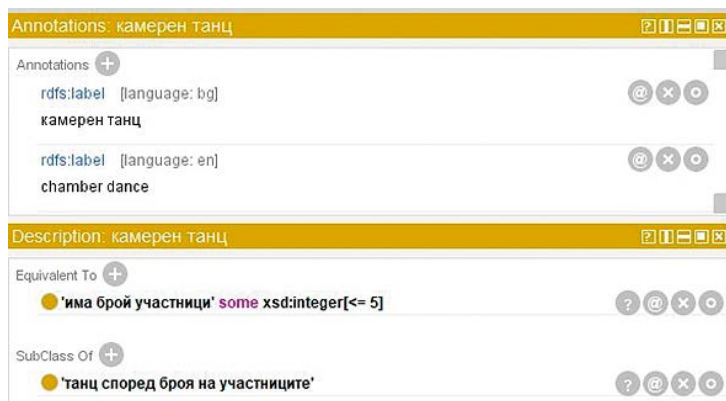 Annotations: камерен танц
Annotations
rdfs:label [language: bg]
камерен танц
rdfs:label [language: en]
chamber dance
Description: камерен танц
Equivalent To
'има брой участници' some xsd:integer[<= 5]
SubClass Of
'танц според броя на участниците'